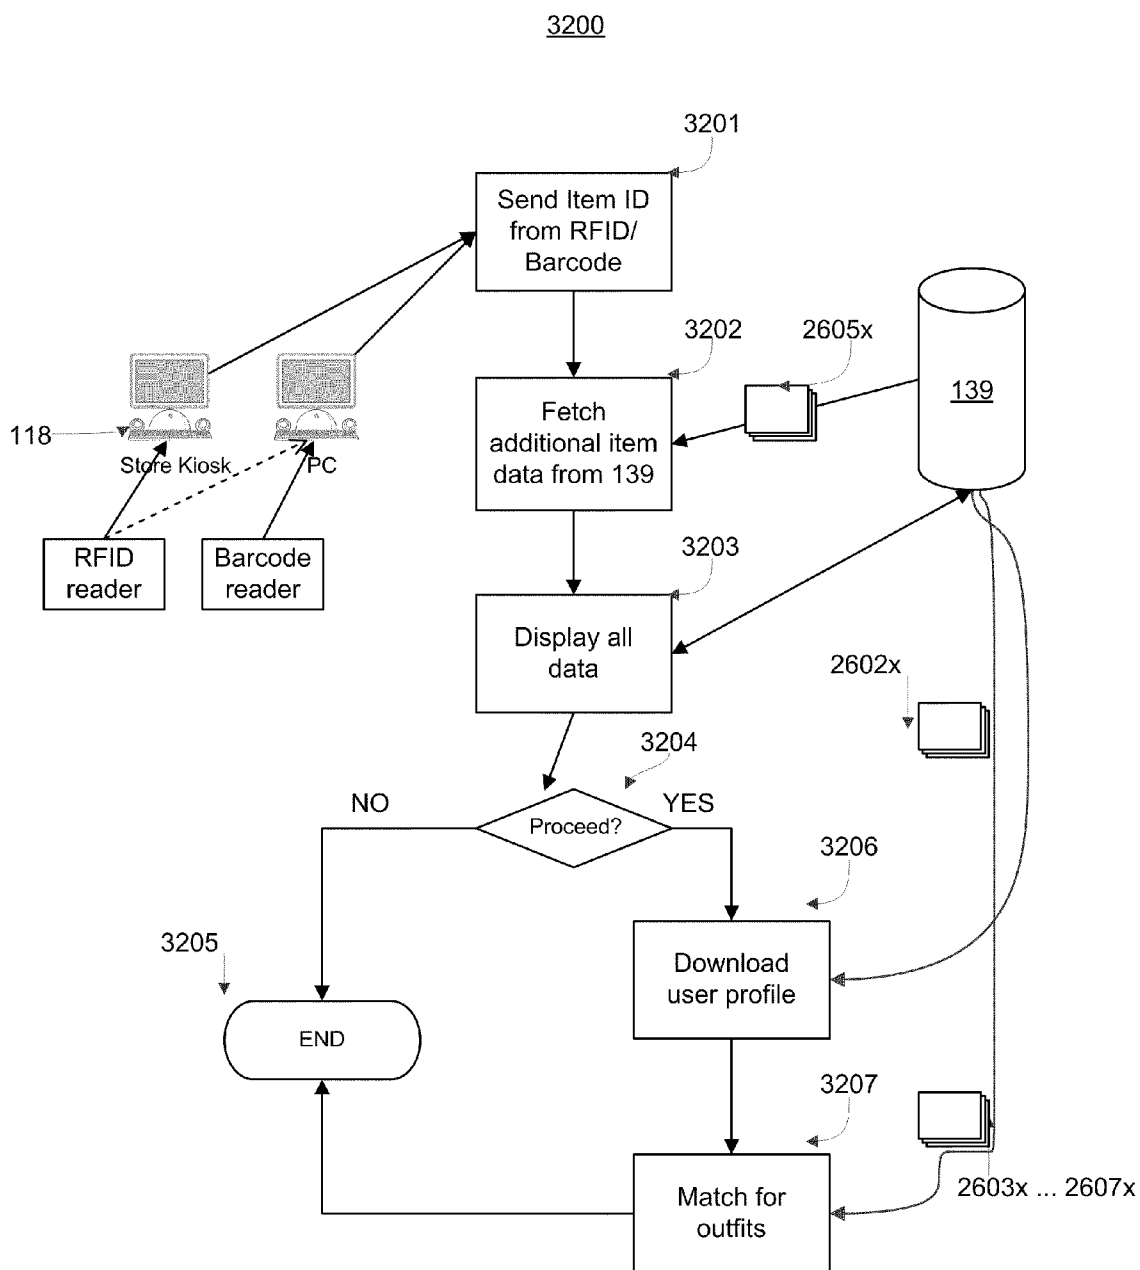 3200
3201
Send Item ID
from RFID/
Barcode
3202
2605x
139
Fetch
additional item
data from 139
118
Store Kiosk
PC
RFID
reader
Barcode
reader
3203
Display all
data
2602x
3204
NO
YES
Proceed?
3206
3205
Download
user profile
END
3207
2603x ... 2607x
Match for
outfits